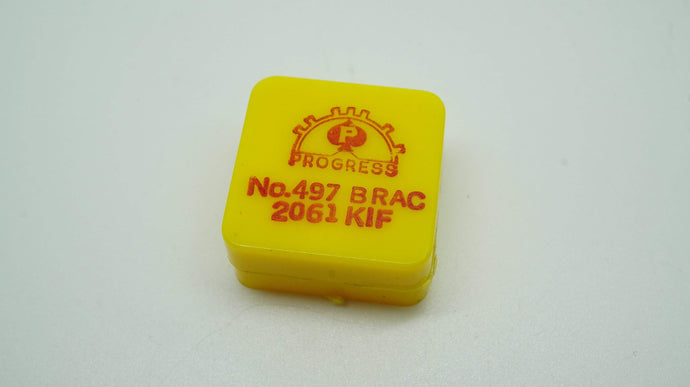 P
PROGRESS
No.497 BRAC
2061 KIF